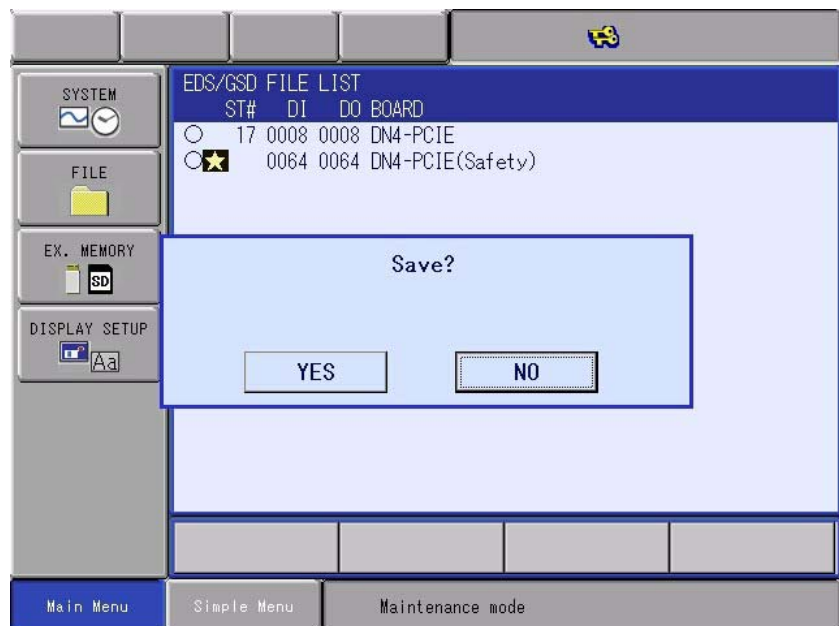 SYSTEM
FILE
EX. MEMORY
SD
DISPLAY SETUP
Aa
EDS/GSD FILE LIST
ST# DI DO BOARD
17 0008 0008 DN4-PCIE
0064 0064 DN4-PCIE(Safety)
Save?
YES NO
Main Menu Simple Menu Maintenance mode